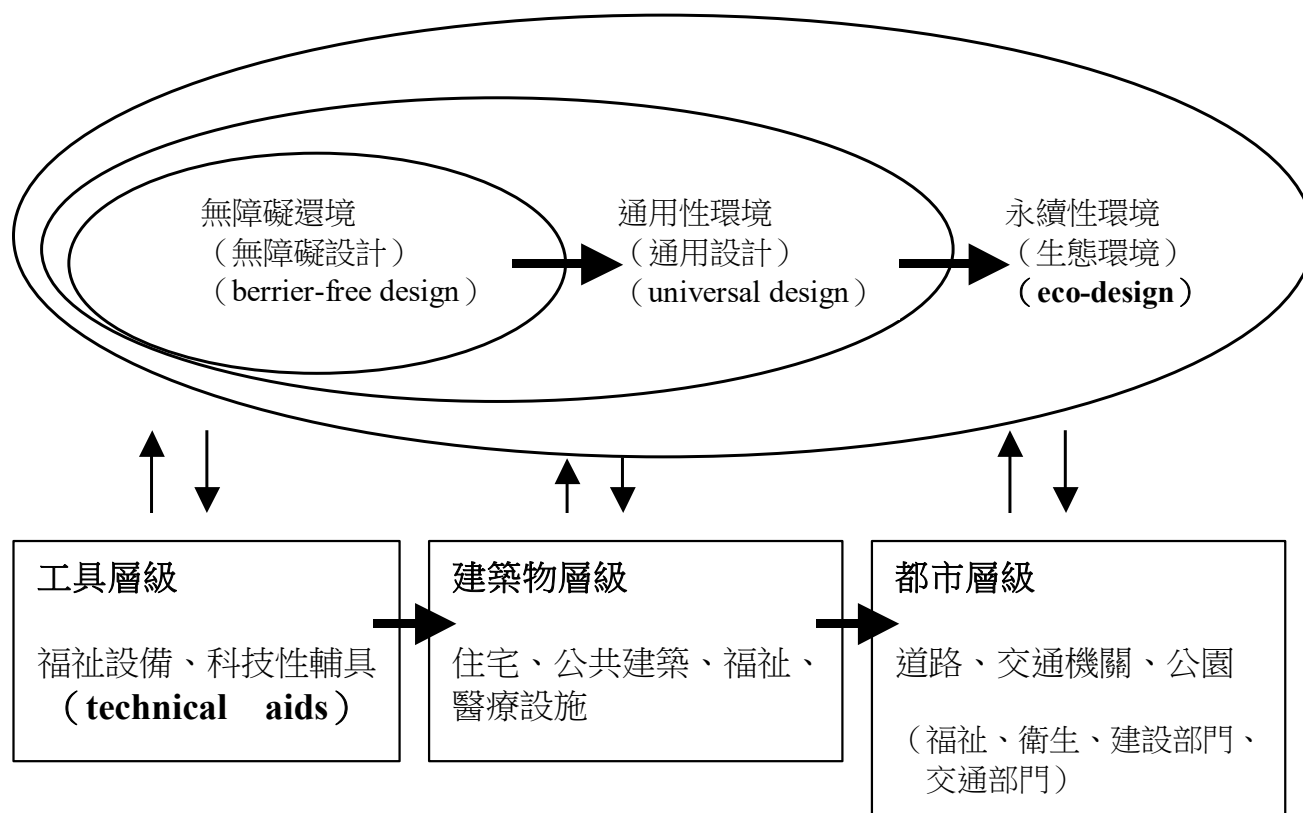 無障礙環境
（無障礙設計）
（berrier-free design）
通用性環境
（通用設計）
（universal design）
永續性環境
（生態環境）
（eco-design）
工具層級
福祉設備、科技性輔具
（technical aids）
建築物層級
住宅、公共建築、福祉、
醫療設施
都市層級
道路、交通機關、公園
（福祉、衛生、建設部門、
交通部門）